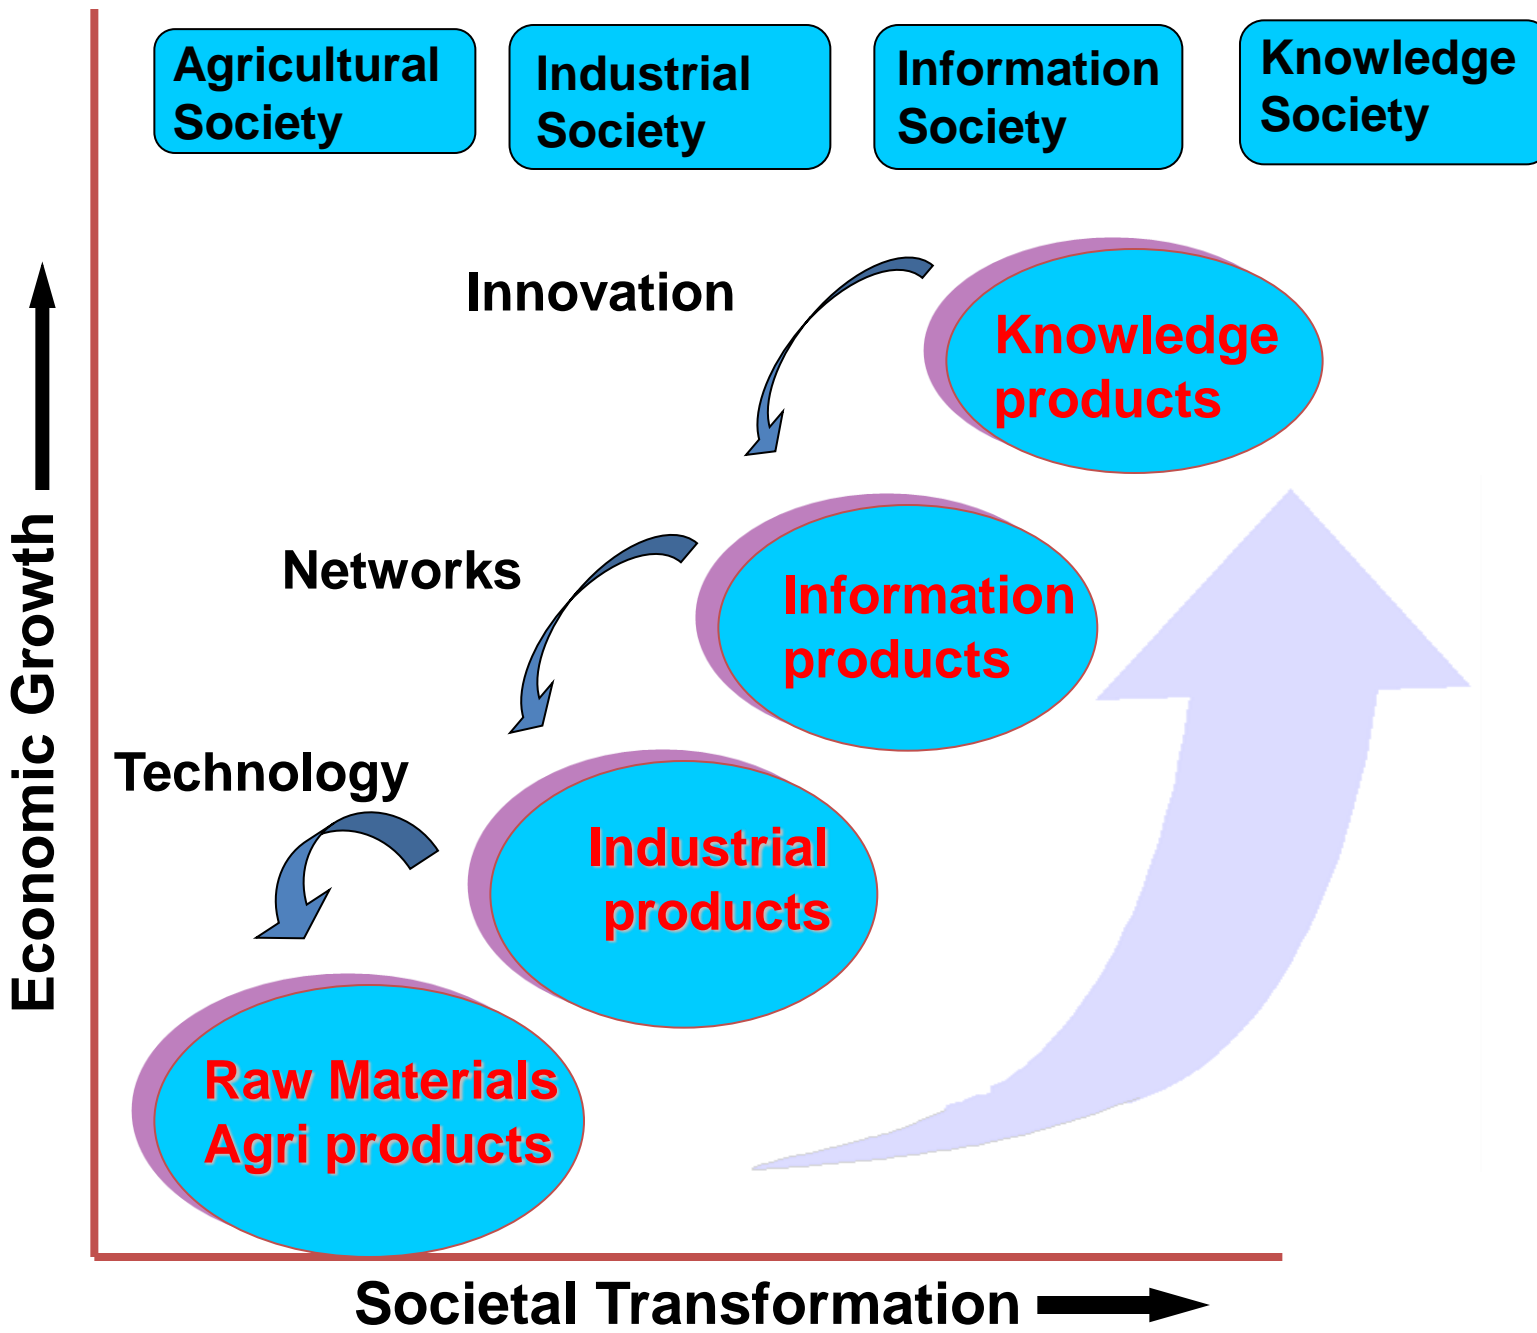 Agricultural
Society
Industrial
Society
Information
Society
Knowledge
Society
Innovation
Knowledge
products
Networks
Information
products
Technology
Industrial
products
Raw Materials
Agri products
Economic Growth
Societal Transformation